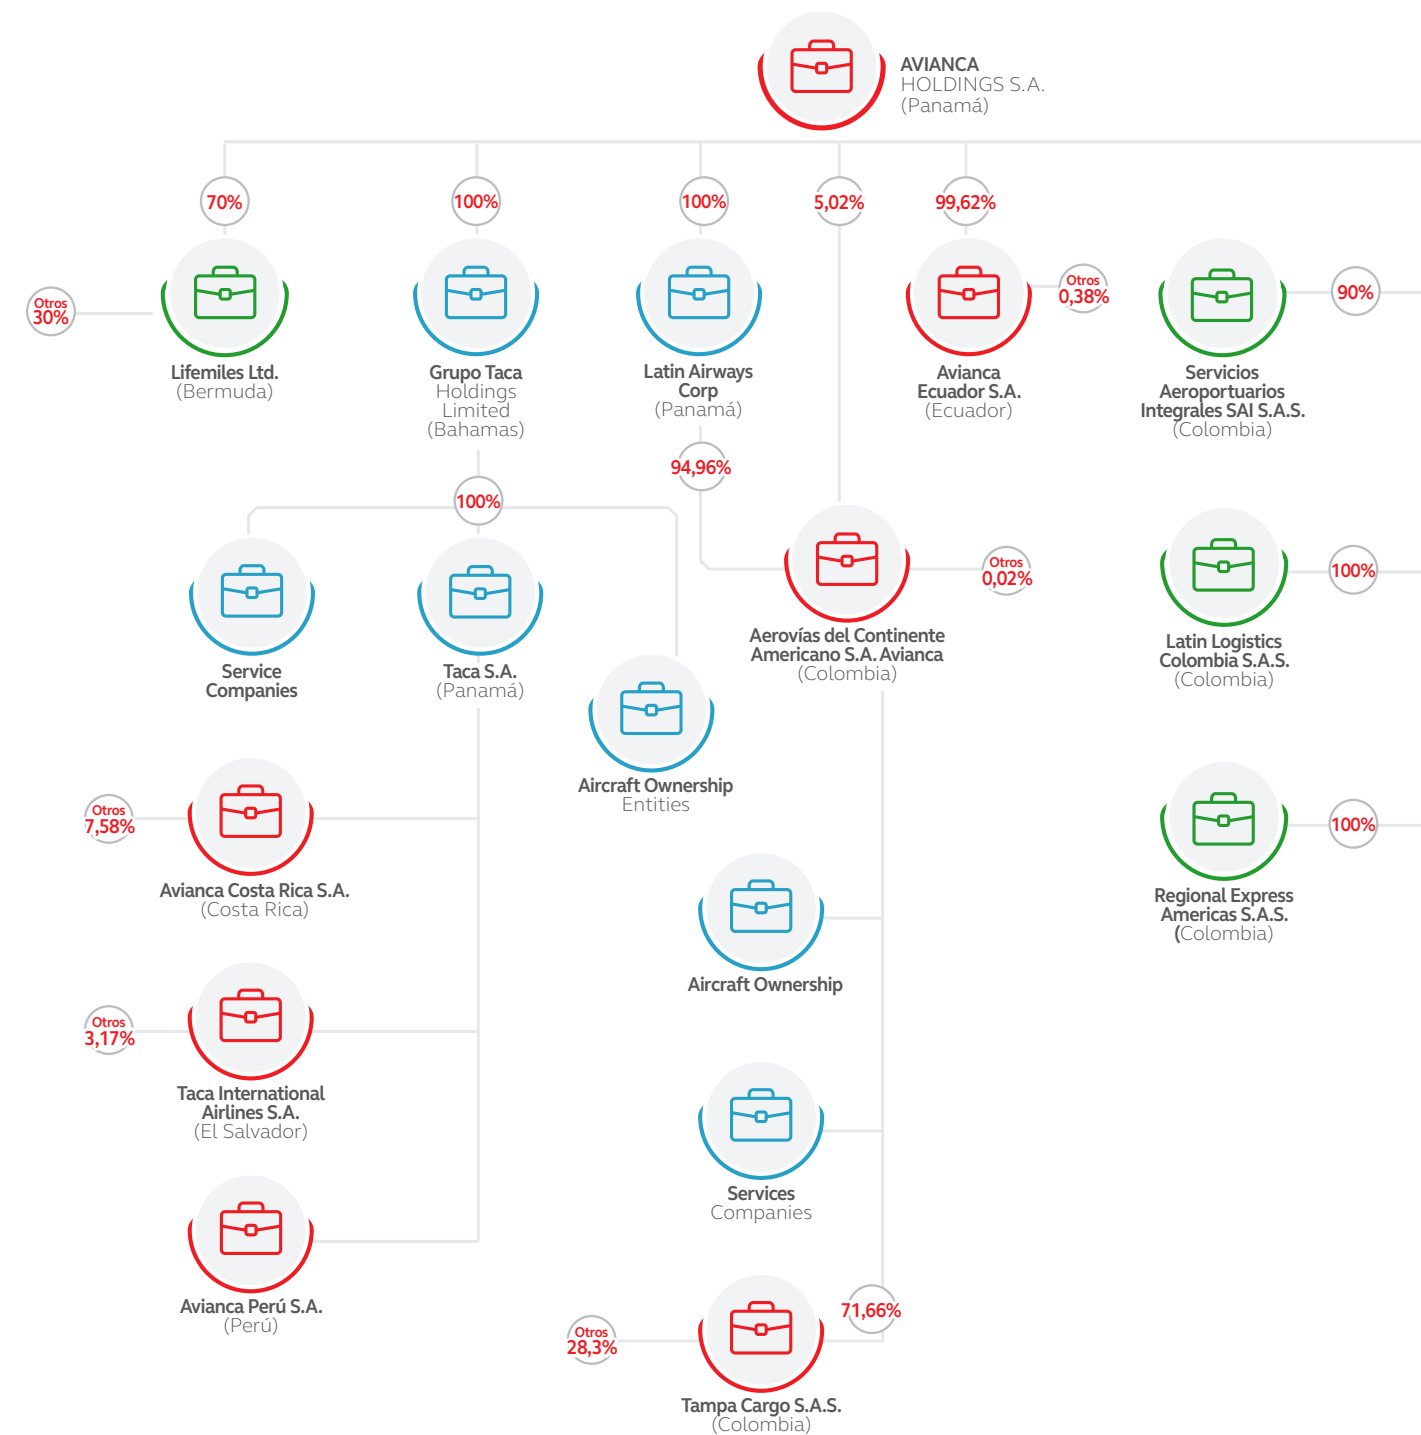 AVIANCA
HOLDINGS S.A.
(Panamá)
70%
100%
100%
5,02%
99,62%
Otros
30%
Lifemiles Ltd.
(Bermuda)
Grupo Taca
Holdings
Limited
(Bahamas)
Latin Airways
Corp
(Panamá)
Avianca
Ecuador S.A.
(Ecuador)
Otros
0,38%
Servicios
Aeroportuarios
Integrales SAI S.A.S.
(Colombia)
90%
94,96%
100%
Service
Companies
Taca S.A.
(Panamá)
Aircraft Ownership
Entities
Aerovías del Continente
Americano S.A. Avianca
(Colombia)
Otros
0,02%
Latin Logistics
Colombia S.A.S.
(Colombia)
100%
Otros
7,58%
Avianca Costa Rica S.A.
(Costa Rica)
Regional Express
Americas S.A.S.
(Colombia)
100%
Aircraft Ownership
Otros
3,17%
Taca International
Airlines S.A.
(El Salvador)
Services
Companies
Avianca Perú S.A.
(Perú)
71,66%
Otros
28,3%
Tampa Cargo S.A.S.
(Colombia)